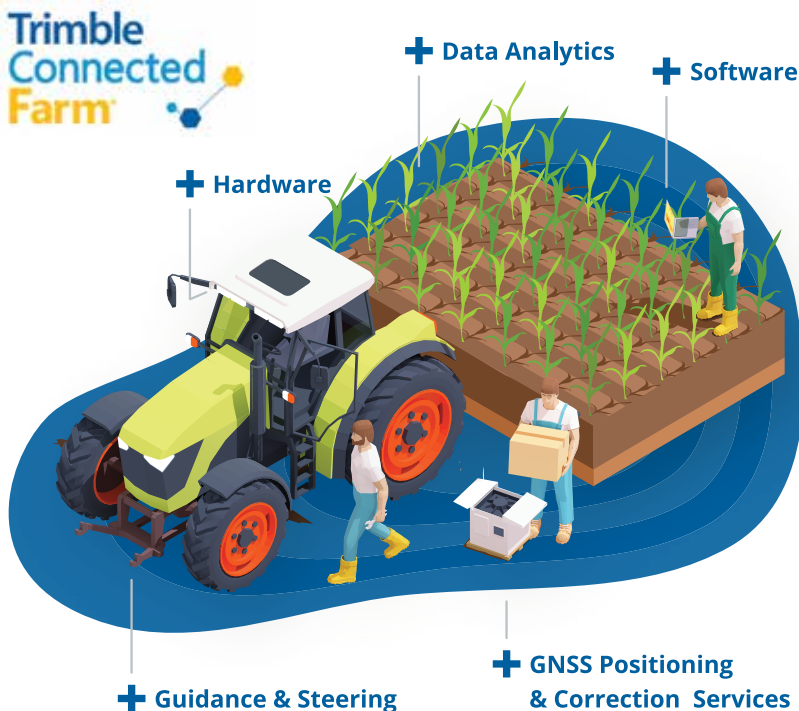 Trimble
Connected
Farm
+ Data Analytics
+ Software
+ Hardware
+ GNSS Positioning
& Correction Services
+ Guidance & Steering